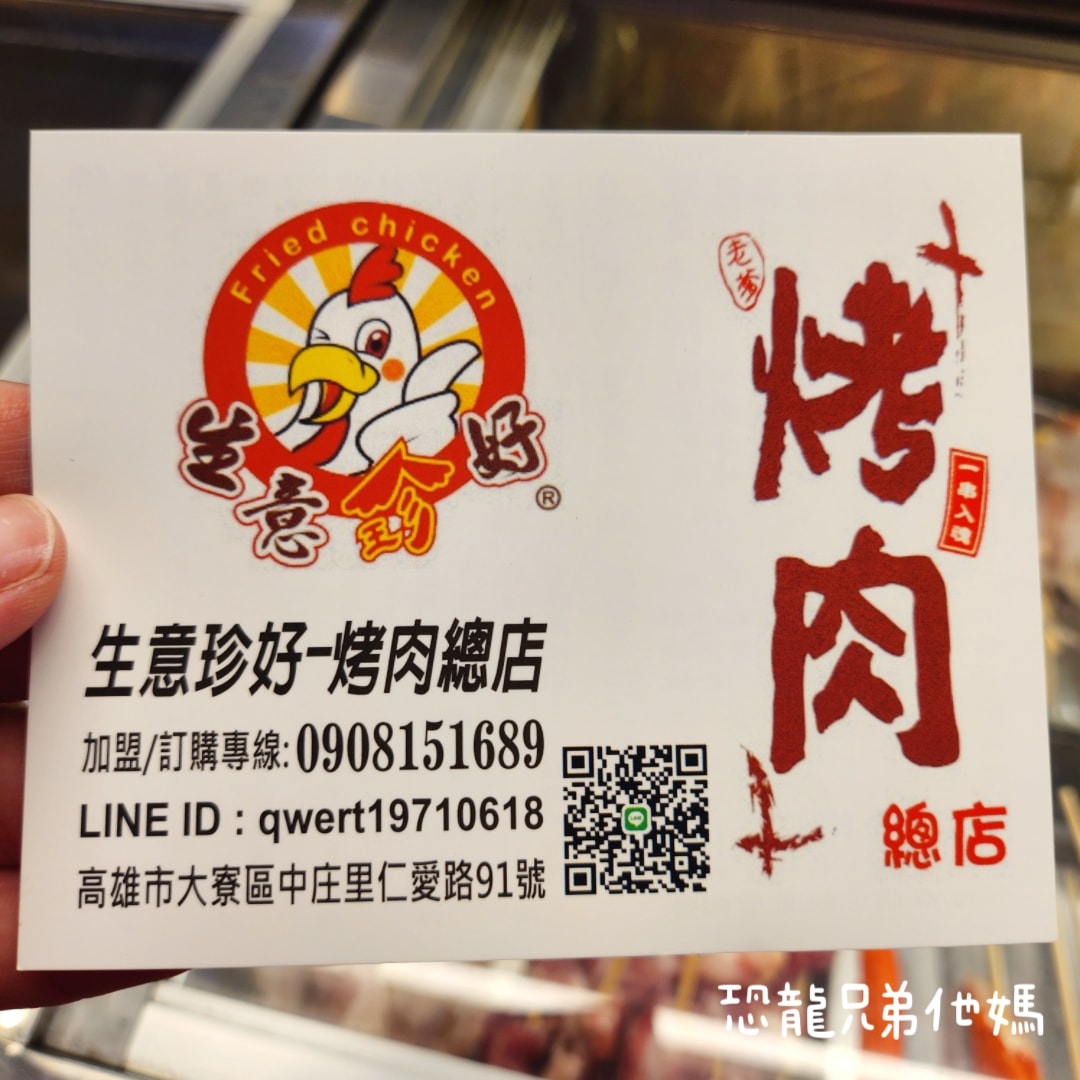 Fried chicken
生意珍好
®
生意珍好-烤肉總店
加盟/訂購專線:0908151689
LINE ID : qwert19710618
高雄市大寮區中庄里仁愛路91號
LINE
老爹
烤肉
一串入魂
總店
恐龍兄弟他媽